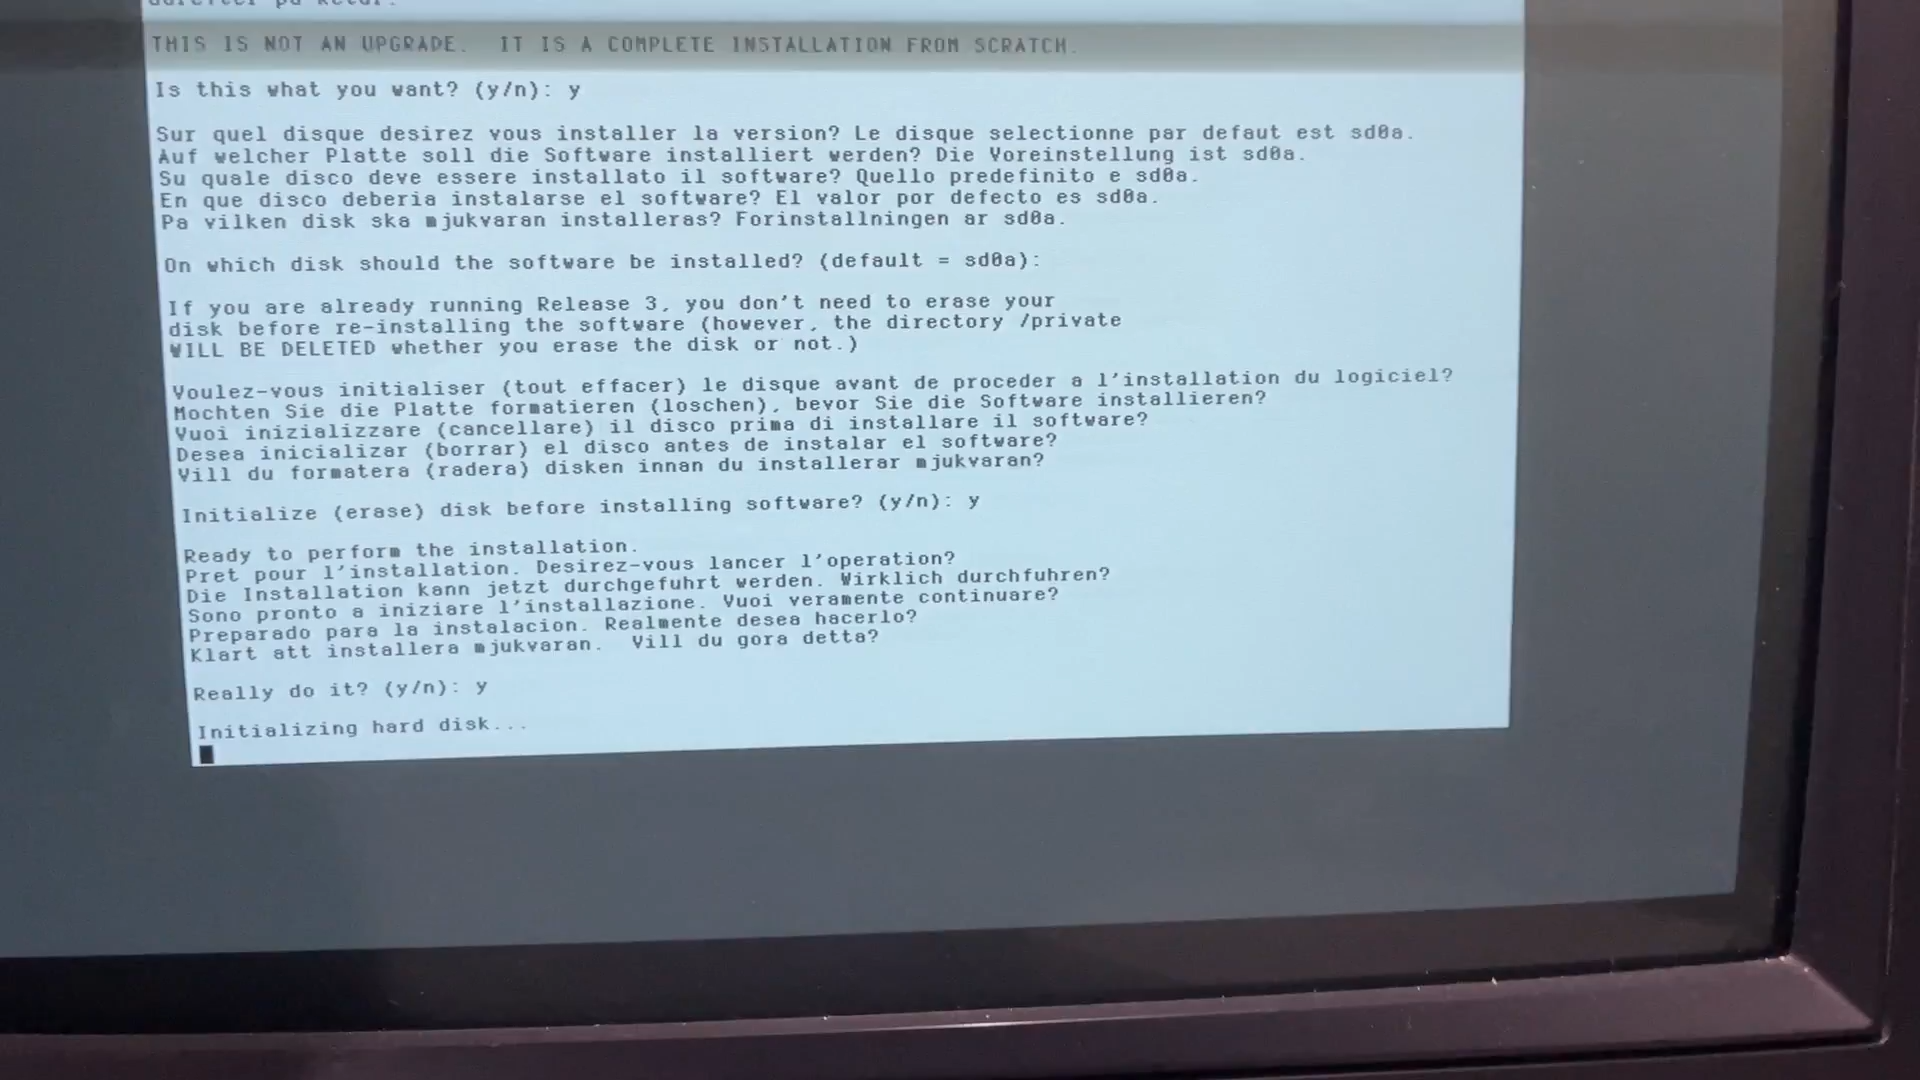 THIS IS NOT AN UPGRADE.  IT IS A COMPLETE INSTALLATION FROM SCRATCH.
Is this what you want? (y/n): y
Sur quel disque desirez vous installer la version? Le disque selectionne par defaut est sd0a.
Auf welcher Platte soll die Software installiert werden? Die Voreinstellung ist sd0a.
Su quale disco deve essere installato il software? Quello predefinito e sd0a.
En que disco deberia instalarse el software? El valor por defecto es sd0a.
Pa vilken disk ska mjukvaran installeras? Forinstallningen ar sd0a.
On which disk should the software be installed? (default = sd0a):
If you are already running Release 3, you don't need to erase your
disk before re-installing the software (however, the directory /private
WILL BE DELETED whether you erase the disk or not.)
Voulez-vous initialiser (tout effacer) le disque avant de proceder a l'installation du logiciel?
Mochten Sie die Platte formatieren (loschen), bevor Sie die Software installieren?
Vuoi inizializzare (cancellare) il disco prima di installare il software?
Desea inicializar (borrar) el disco antes de instalar el software?
Vill du formatera (radera) disken innan du installerar mjukvaran?
Initialize (erase) disk before installing software? (y/n): y
Ready to perform the installation.
Pret pour l'installation. Desirez-vous lancer l'operation?
Die Installation kann jetzt durchgefuhrt werden. Wirklich durchfuhren?
Sono pronto a iniziare l'installazione. Vuoi veramente continuare?
Preparado para la instalacion. Realmente desea hacerlo?
Klart att installera mjukvaran.  Vill du gora detta?
Really do it? (y/n): y
Initializing hard disk...